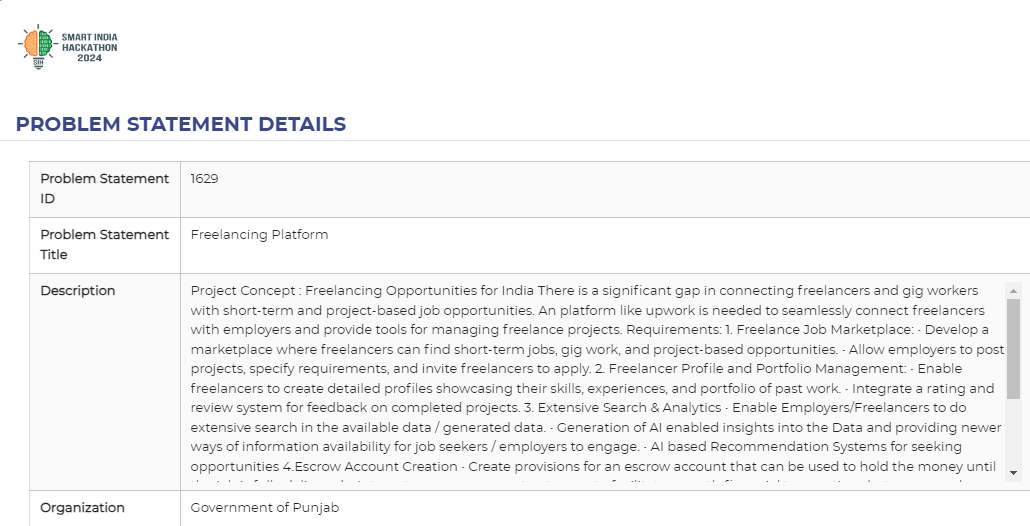 SMART INDIA
HACKATHON
2024
SIH
PROBLEM STATEMENT DETAILS
Problem Statement ID
1629
Problem Statement Title
Freelancing Platform
Description
Project Concept : Freelancing Opportunities for India There is a significant gap in connecting freelancers and gig workers
with short-term and project-based job opportunities. An platform like upwork is needed to seamlessly connect freelancers
with employers and provide tools for managing freelance projects. Requirements: 1. Freelance Job Marketplace: · Develop a
marketplace where freelancers can find short-term jobs, gig work, and project-based opportunities. · Allow employers to post
projects, specify requirements, and invite freelancers to apply. 2. Freelancer Profile and Portfolio Management: · Enable
freelancers to create detailed profiles showcasing their skills, experiences, and portfolio of past work. · Integrate a rating and
review system for feedback on completed projects. 3. Extensive Search & Analytics · Enable Employers/Freelancers to do
extensive search in the available data / generated data. · Generation of AI enabled insights into the Data and providing newer
ways of information availability for job seekers / employers to engage. · AI based Recommendation Systems for seeking
opportunities 4.Escrow Account Creation · Create provisions for an escrow account that can be used to hold the money until
Organization
Government of Punjab